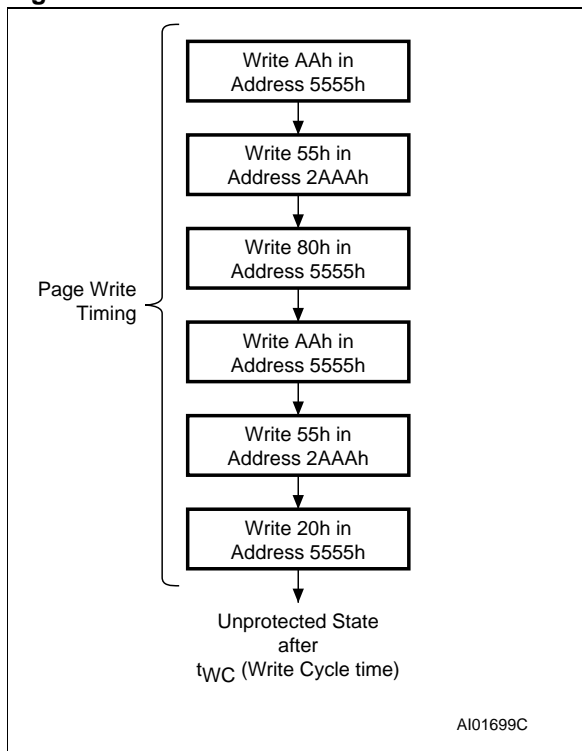 Write AAh in
Address 5555h
Write 55h in
Address 2AAAh
Write 80h in
Address 5555h
Page Write
Timing
Write AAh in
Address 5555h
Write 55h in
Address 2AAAh
Write 20h in
Address 5555h
Unprotected State
after
tWC (Write Cycle time)
AI01699C